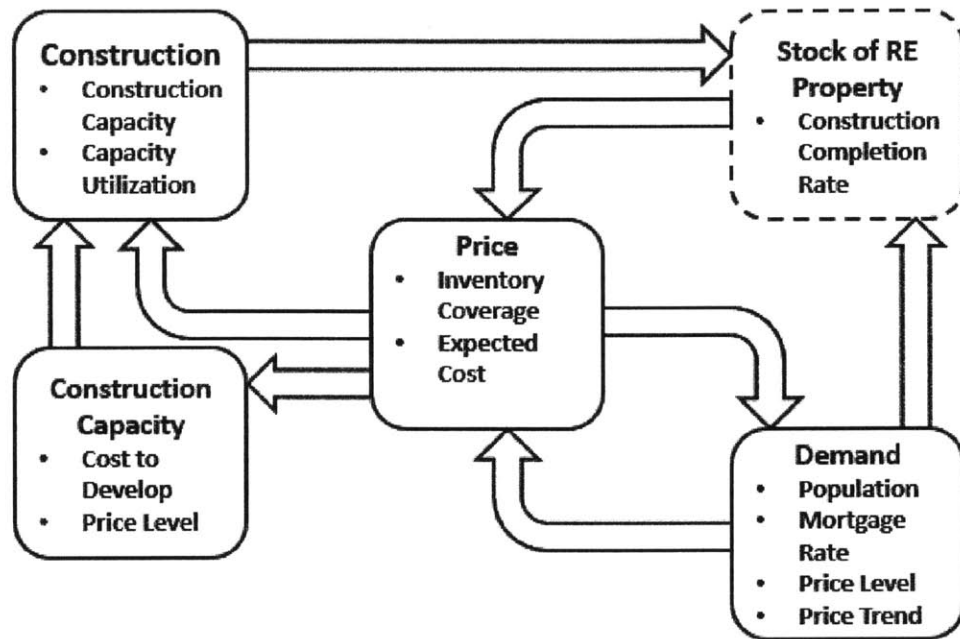 Construction
• Construction
Capacity
• Capacity
Utilization
Stock of RE
Property
• Construction
Completion
Rate
Price
• Inventory
Coverage
• Expected
Cost
Construction
Capacity
• Cost to
Develop
• Price Level
Demand
• Population
• Mortgage
Rate
• Price Level
• Price Trend